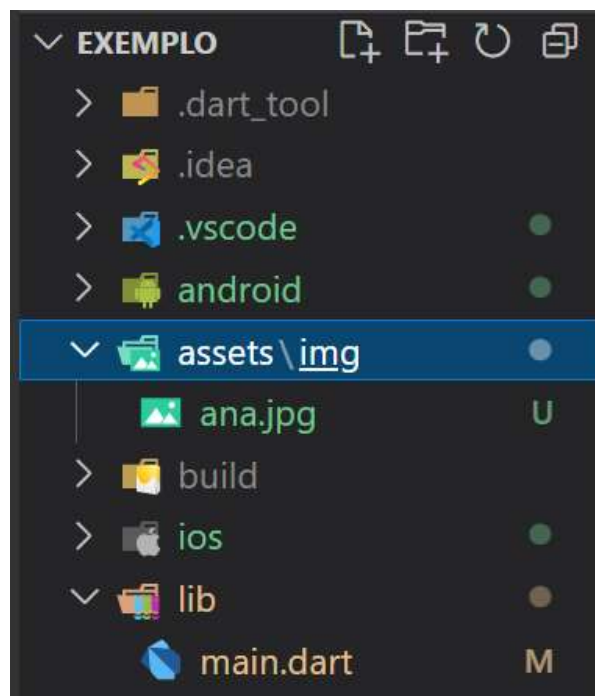 EXEMPLO
.dart_tool
.idea
.vscode
android
assets\img
ana.jpg U
build
ios
lib
main.dart M